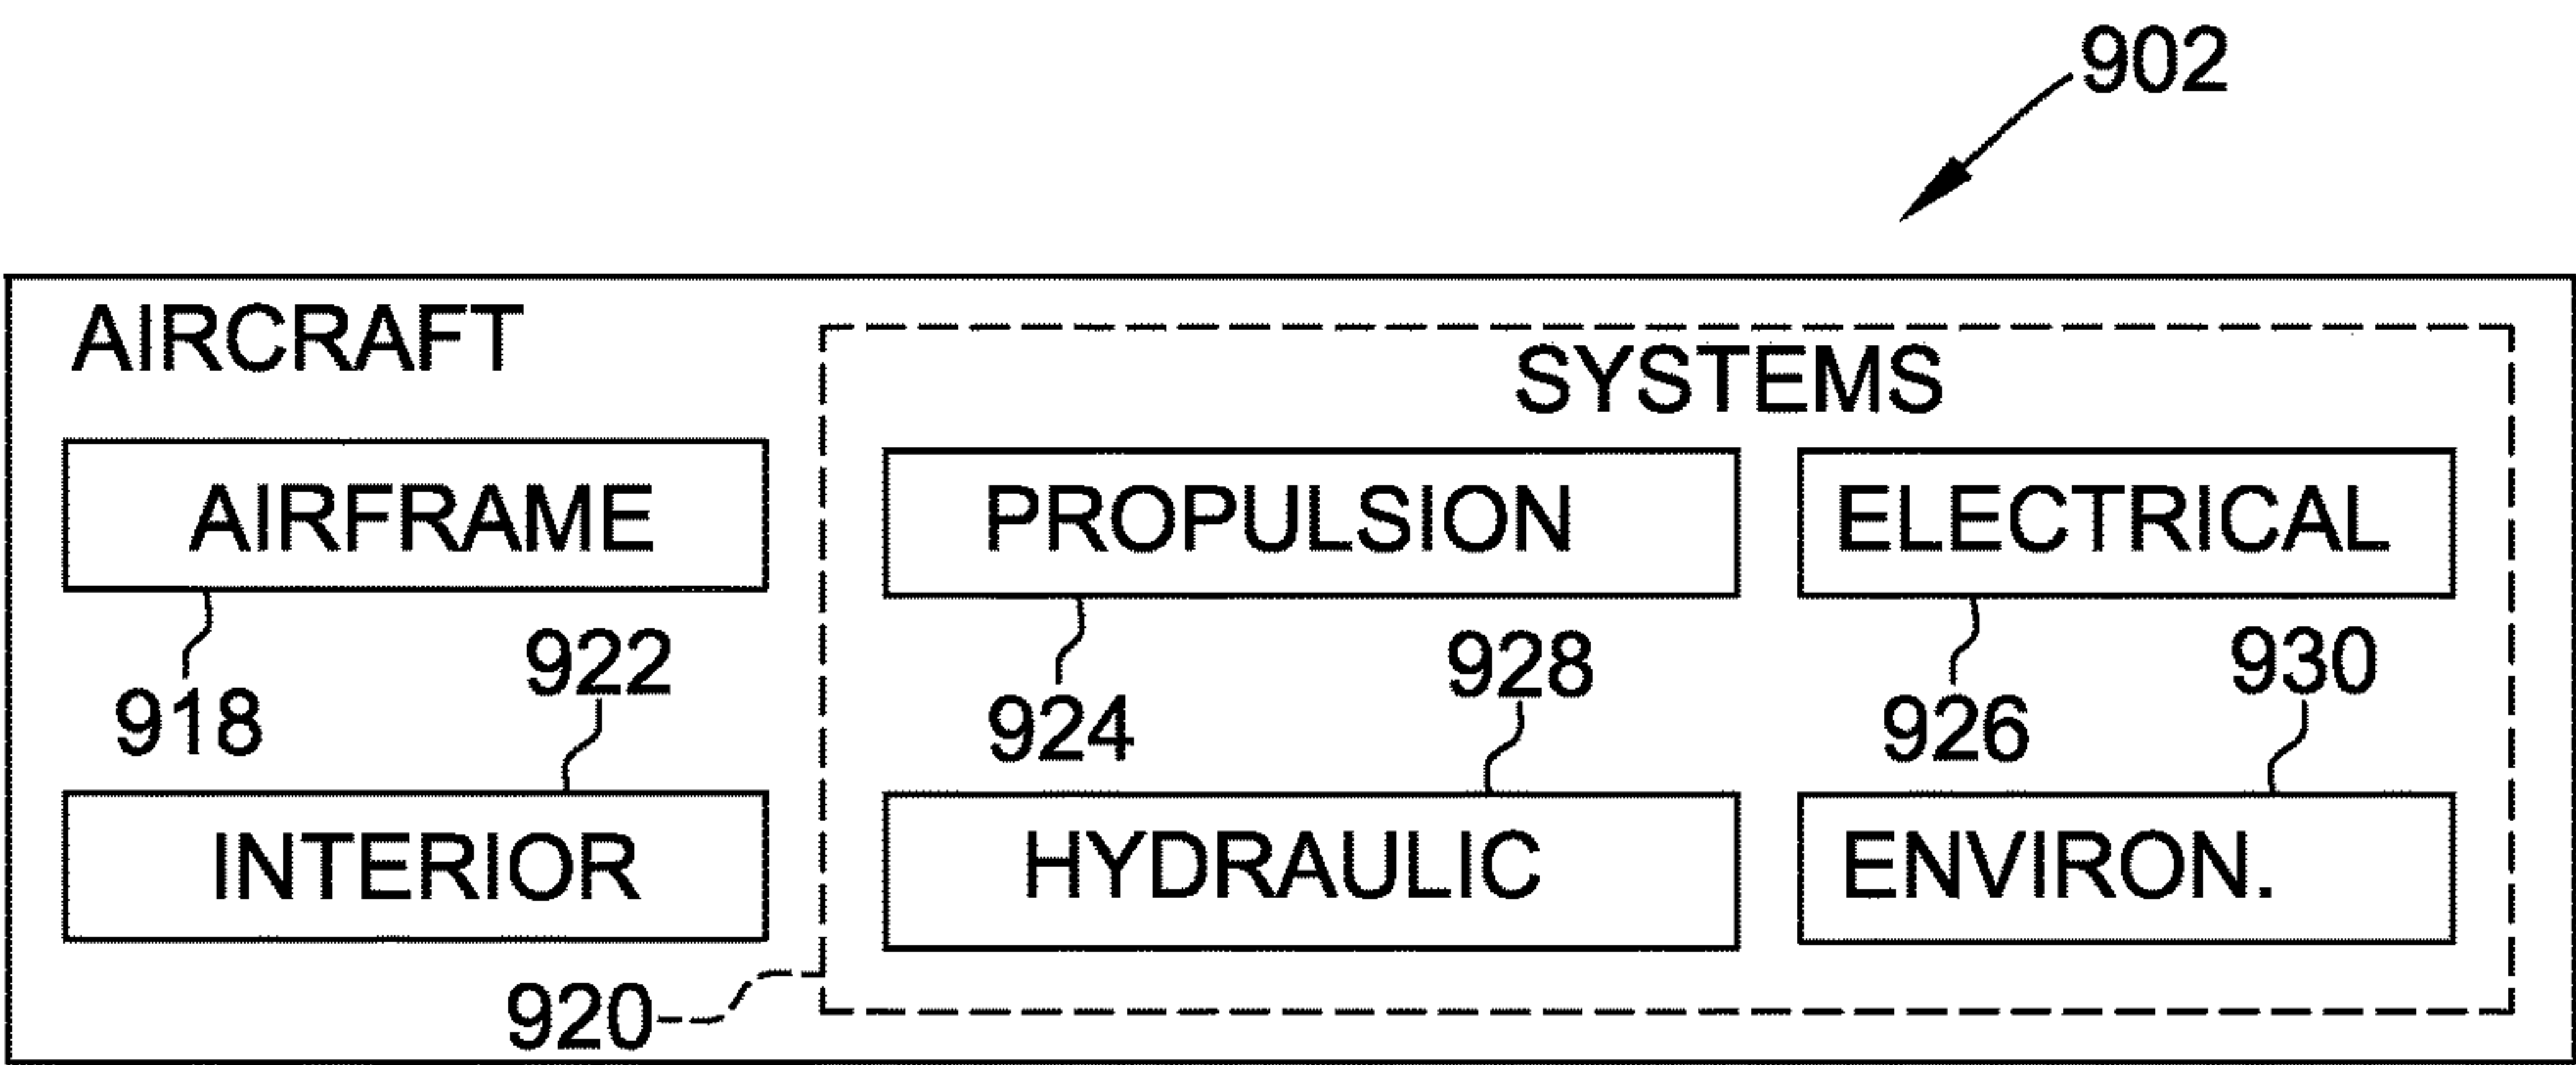 902
AIRCRAFT
SYSTEMS
AIRFRAME
PROPULSION
ELECTRICAL
918
922
924
928
926
930
INTERIOR
HYDRAULIC
ENVIRON.
920